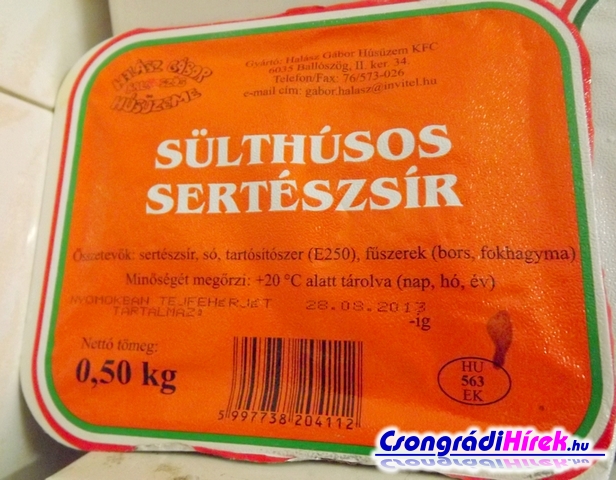 HALÁSZ GÁBOR
HÚSÜZEME
Gyártó: Halász Gábor Húsüzem KFC
6035 Ballószög, II. ker. 34.
Telefon/Fax: 76/573-026
e-mail cím: gabor.halasz@invitel.hu
SÜLTHÚSOS
SERTÉSZSÍR
Összetevők: sertészsír, só, tartósítószer (E250), fűszerek (bors, fokhagyma)
Minőségét megőrzi: +20 °C alatt tárolva (nap, hó, év)
NYOMOKBAN TEJFEHÉRJÉT
TARTALMAZ:
28.08.2013
-ig
Nettó tömeg:
0,50 kg
5 997738 204112
HU
563
EK
CsongrádiHírek.hu